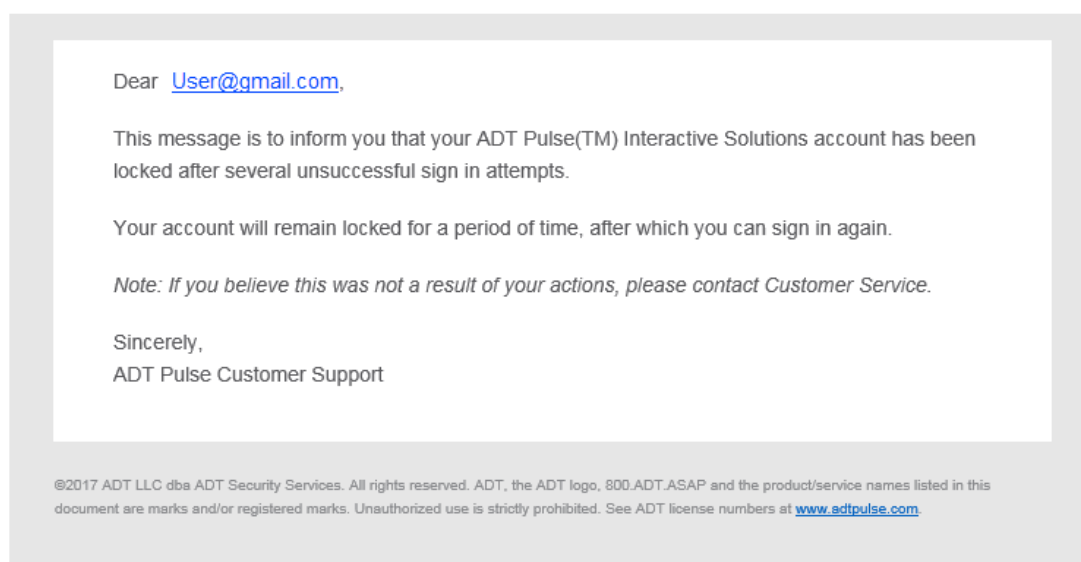 Dear User@gmail.com,
This message is to inform you that your ADT Pulse(TM) Interactive Solutions account has been
locked after several unsuccessful sign in attempts.
Your account will remain locked for a period of time, after which you can sign in again.
Note: If you believe this was not a result of your actions, please contact Customer Service.
Sincerely,
ADT Pulse Customer Support
©2017 ADT LLC dba ADT Security Services. All rights reserved. ADT, the ADT logo, 800.ADT.ASAP and the product/service names listed in this
document are marks and/or registered marks. Unauthorized use is strictly prohibited. See ADT license numbers at www.adtpulse.com.